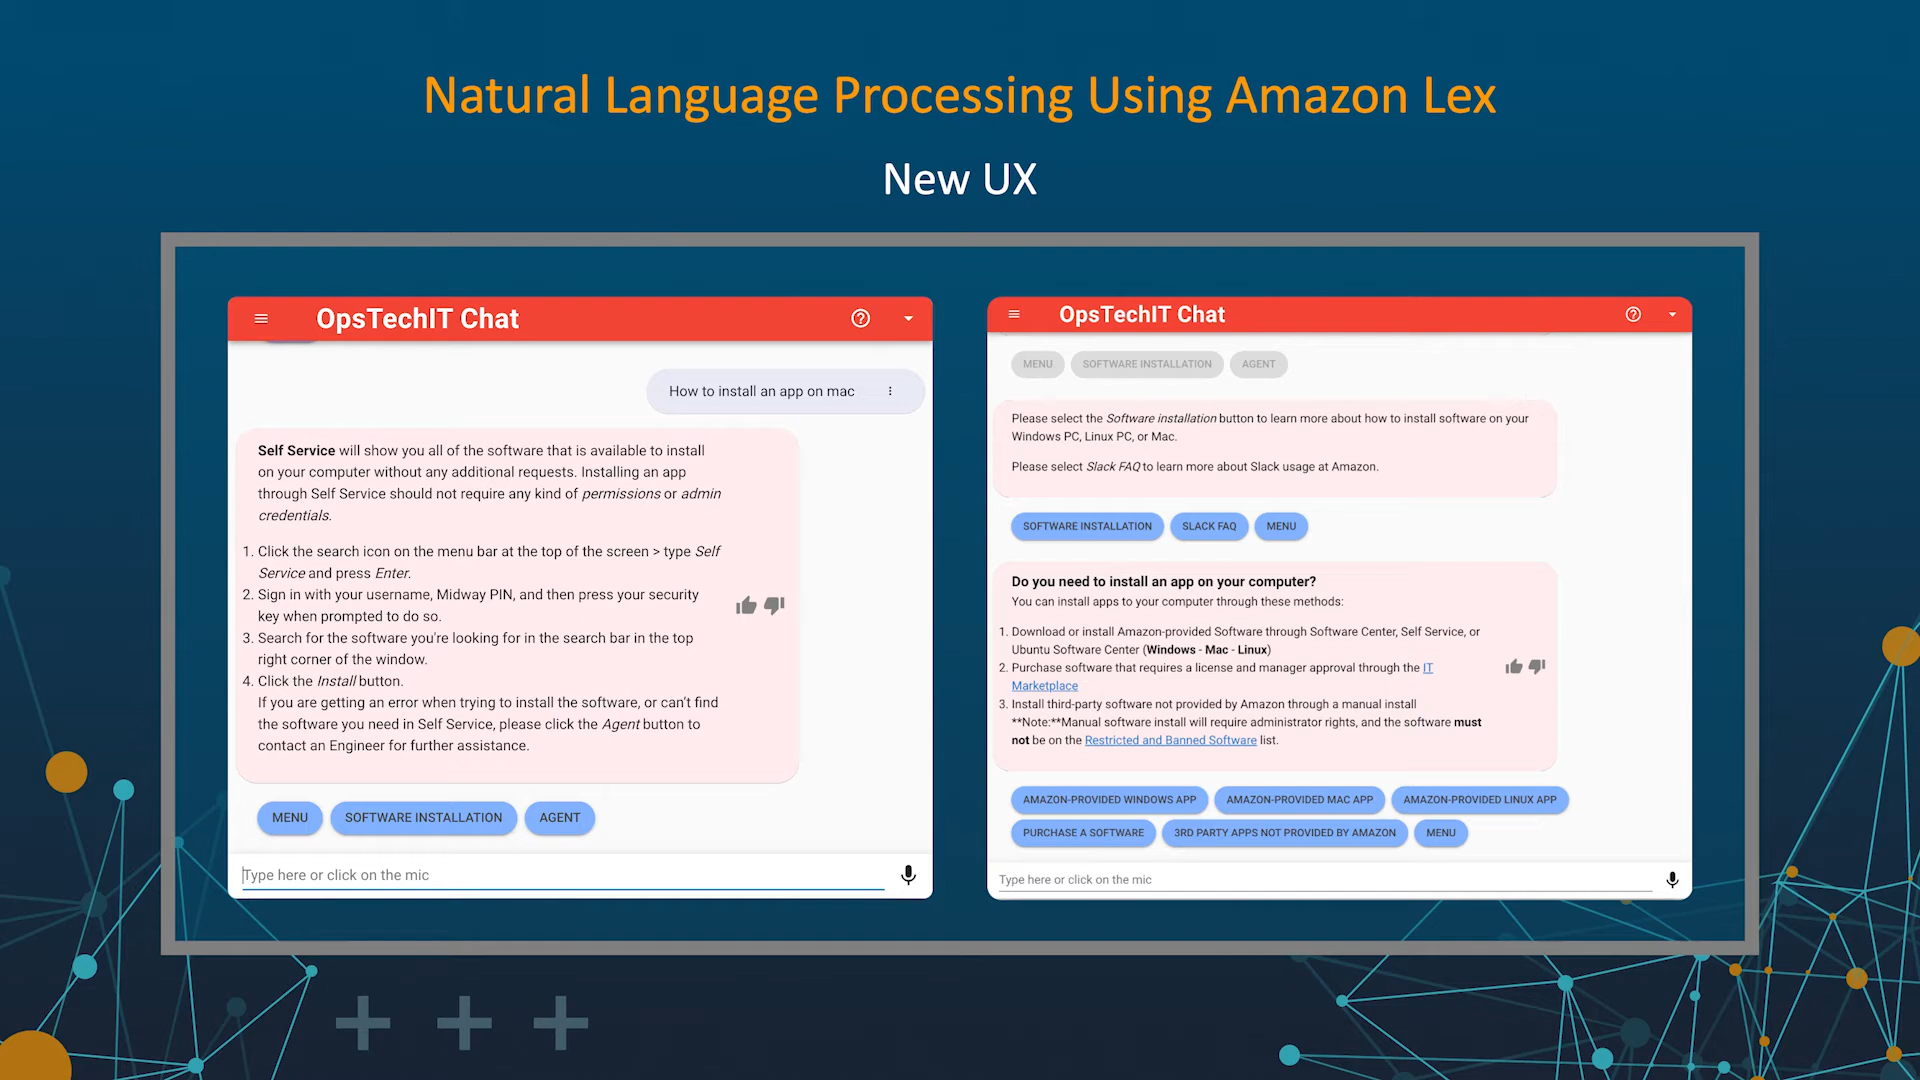 Natural Language Processing Using Amazon Lex
New UX
OpsTechIT Chat
How to install an app on mac
Self Service will show you all of the software that is available to install
on your computer without any additional requests. Installing an app
through Self Service should not require any kind of permissions or admin
credentials.
1. Click the search icon on the menu bar at the top of the screen > type Self
Service and press Enter.
2. Sign in with your username, Midway PIN, and then press your security
key when prompted to do so.
3. Search for the software you're looking for in the search bar in the top
right corner of the window.
4. Click the Install button.
If you are getting an error when trying to install the software, or can't find
the software you need in Self Service, please click the Agent button to
contact an Engineer for further assistance.
MENU SOFTWARE INSTALLATION AGENT
Type here or click on the mic
OpsTechIT Chat
MENU SOFTWARE INSTALLATION AGENT
Please select the Software installation button to learn more about how to install software on your
Windows PC, Linux PC, or Mac.
Please select Slack FAQ to learn more about Slack usage at Amazon.
SOFTWARE INSTALLATION SLACK FAQ MENU
Do you need to install an app on your computer?
You can install apps to your computer through these methods:
1. Download or install Amazon-provided Software through Software Center, Self Service, or
Ubuntu Software Center (Windows - Mac - Linux)
2. Purchase software that requires a license and manager approval through the IT
Marketplace
3. Install third-party software not provided by Amazon through a manual install
**Note:**Manual software install will require administrator rights, and the software must
not be on the Restricted and Banned Software list.
AMAZON-PROVIDED WINDOWS APP AMAZON-PROVIDED MAC APP AMAZON-PROVIDED LINUX APP
PURCHASE A SOFTWARE 3RD PARTY APPS NOT PROVIDED BY AMAZON MENU
Type here or click on the mic